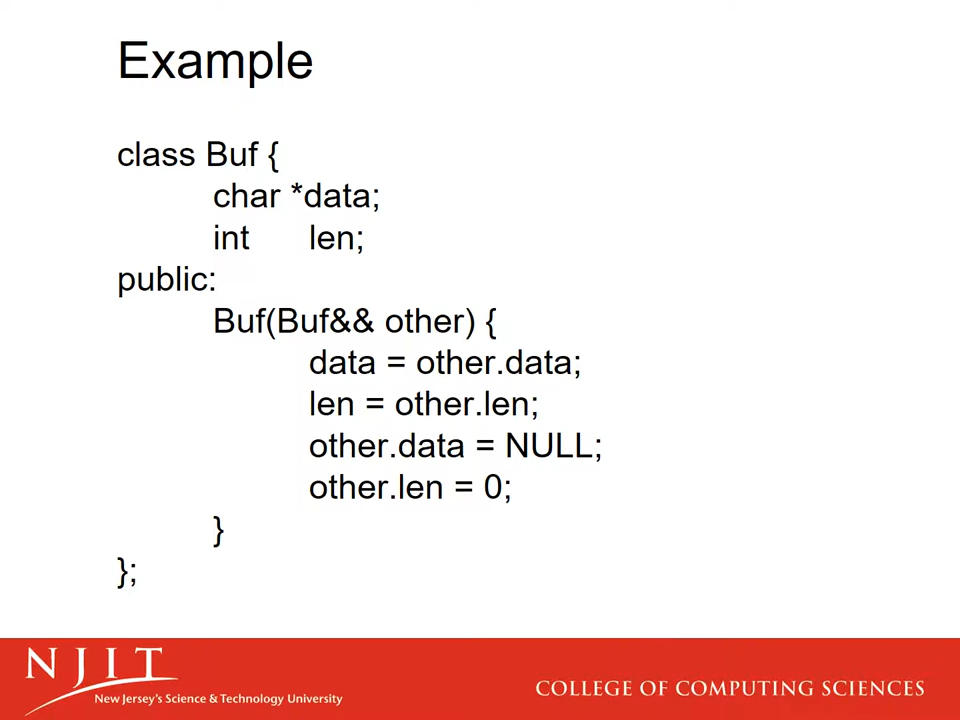 Example
class Buf {
char *data;
int len;
public:
Buf(Buf&& other) {
data = other.data;
len = other.len;
other.data = NULL;
other.len = 0;
}
};
NJIT
New Jersey's Science & Technology University
COLLEGE OF COMPUTING SCIENCES